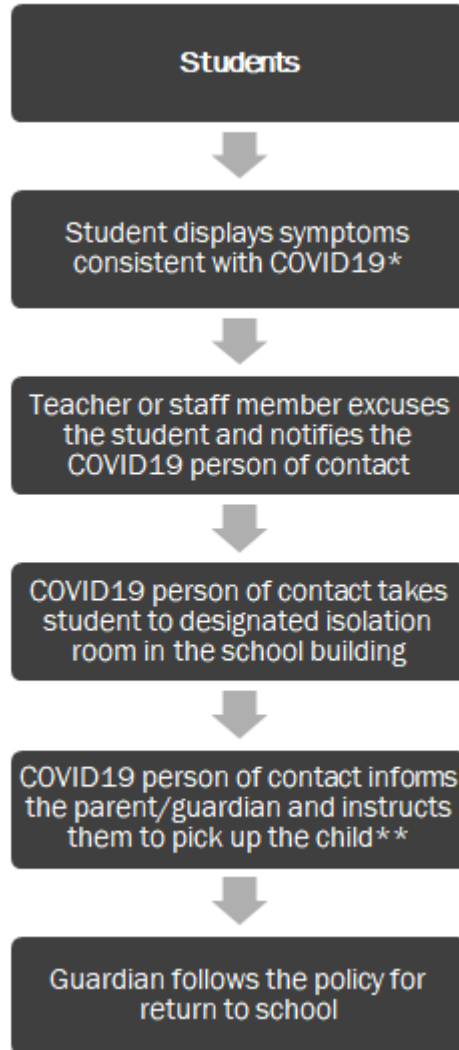 Students
Student displays symptoms
consistent with COVID19*
Teacher or staff member excuses
the student and notifies the
COVID19 person of contact
COVID19 person of contact takes
student to designated isolation
room in the school building
COVID19 person of contact informs
the parent/guardian and instructs
them to pick up the child**
Guardian follows the policy for
return to school